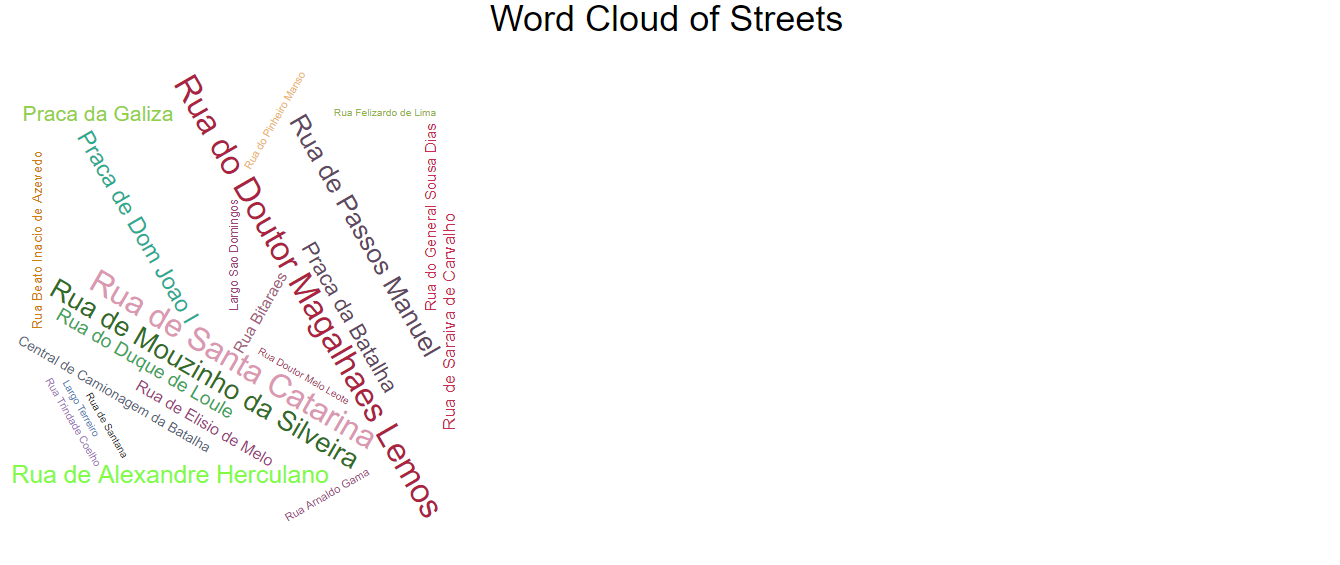 Word Cloud of Streets
Rua do Doutor Magalhaes Lemos
Rua do Pinheiro Manso
Praca da Galiza
Rua Felizardo de Lima
Rua de Passos Manuel
Rua do General Sousa Dias
Praca de Dom Joao I
Rua Beato Inacio de Azevedo
Largo Sao Domingos
Rua de Saraiva de Carvalho
Praca da Batalha
Rua Bitaraes
Rua de Santa Catarina
Rua de Mouzinho da Silveira
Rua do Duque de Loule
Central de Camionagem da Batalha
Rua Doutor Melo Leote
Rua de Elisio de Melo
Rua Trindade Coelho
Largo Terreiro
Rua de Santana
Rua de Alexandre Herculano
Rua Arnaldo Gama